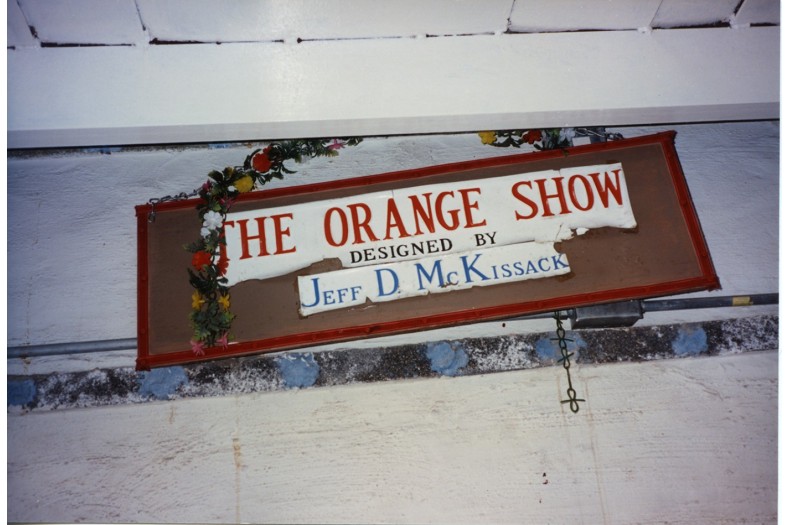 THE ORANGE SHOW
DESIGNED BY
JEFF D MCKISSACK